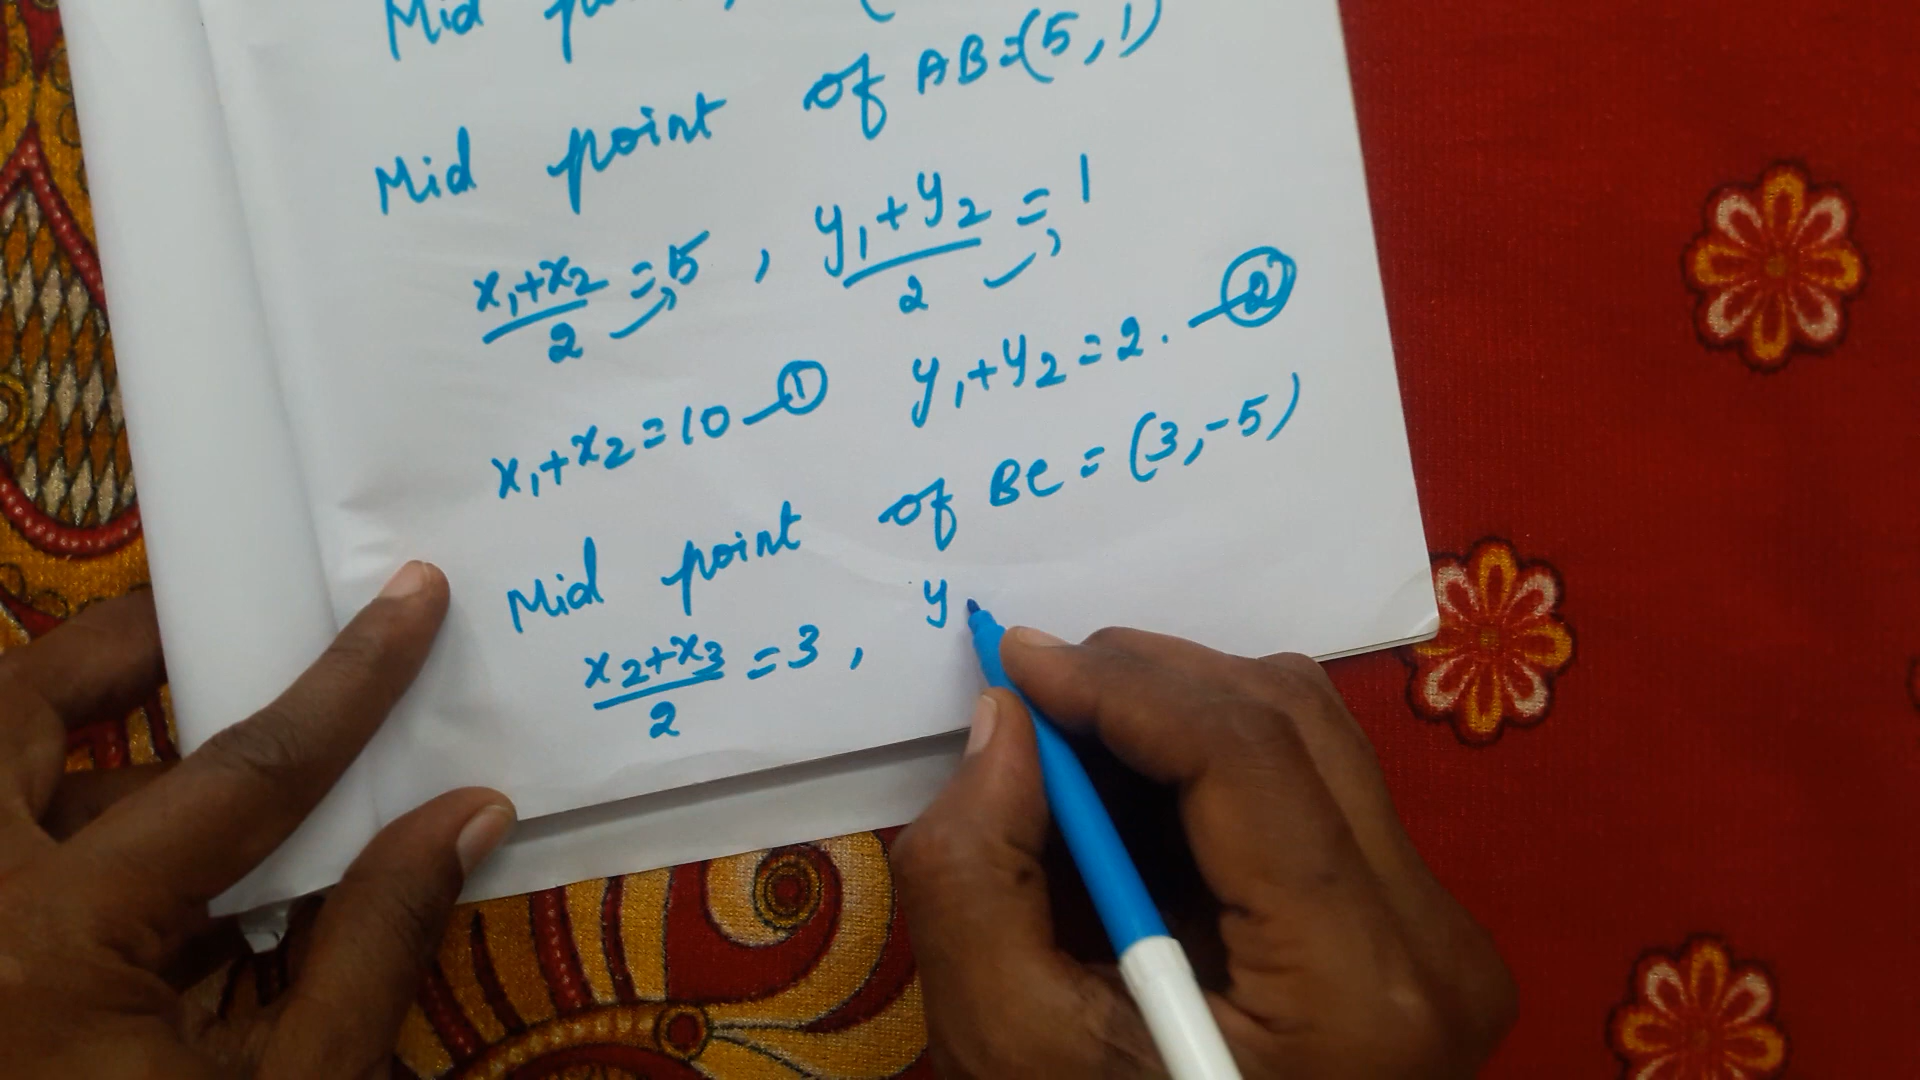 Mid
Mid point of AB=(5,1)
x₁+x₂/2 =5, y₁+y₂/2 =1
x₁+x₂=10 — ① y₁+y₂=2. — ②
Mid point of BC = (3,-5)
x₂+x₃/2 =3, y